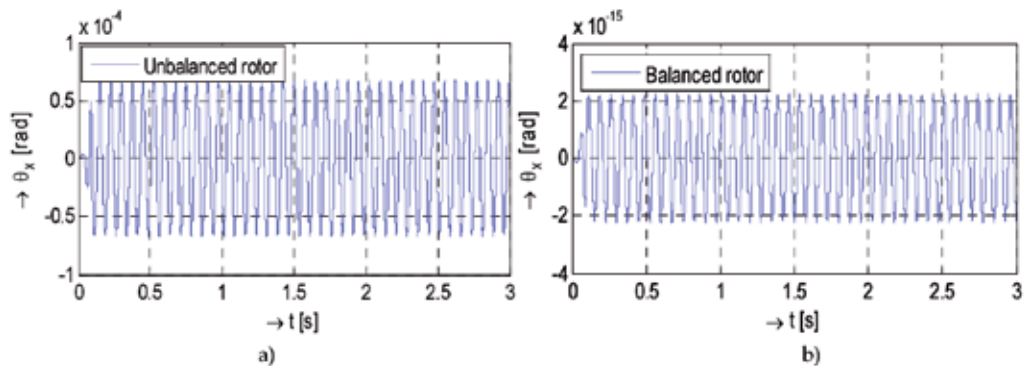 x 10⁻⁴
1
0.5
0
-0.5
-1
→ θₓ [rad]
Unbalanced rotor
0 0.5 1 1.5 2 2.5 3
→ t [s]
a)
x 10⁻¹⁵
4
2
0
-2
-4
→ θₓ [rad]
Balanced rotor
0 0.5 1 1.5 2 2.5 3
→ t [s]
b)